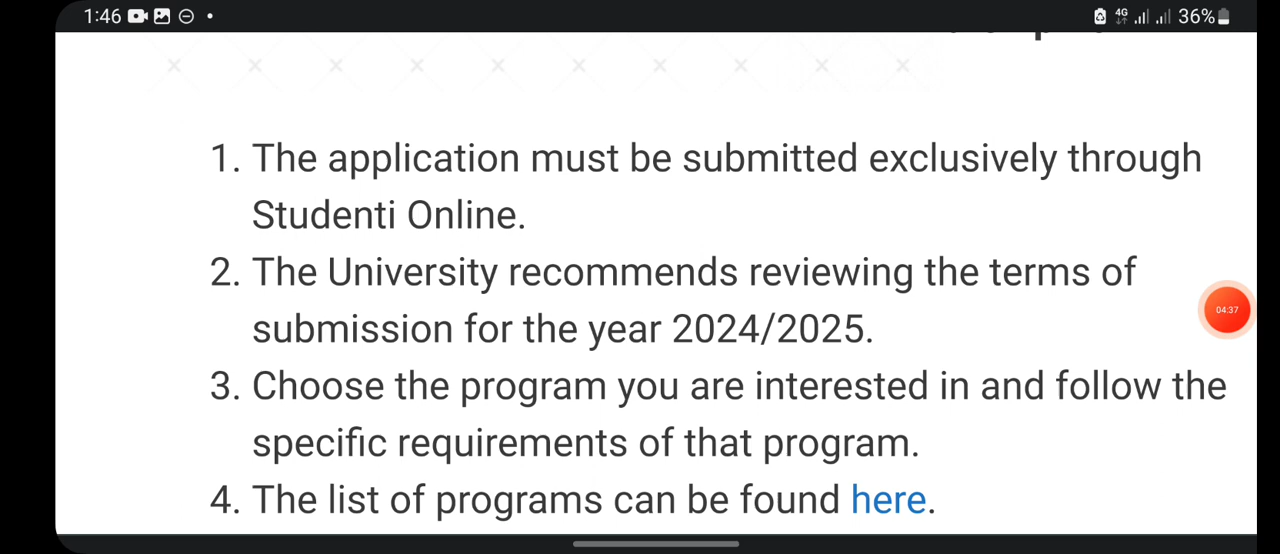 1:46
4G 36%
1. The application must be submitted exclusively through
Studenti Online.
2. The University recommends reviewing the terms of
submission for the year 2024/2025.
04:37
3. Choose the program you are interested in and follow the
specific requirements of that program.
4. The list of programs can be found here.